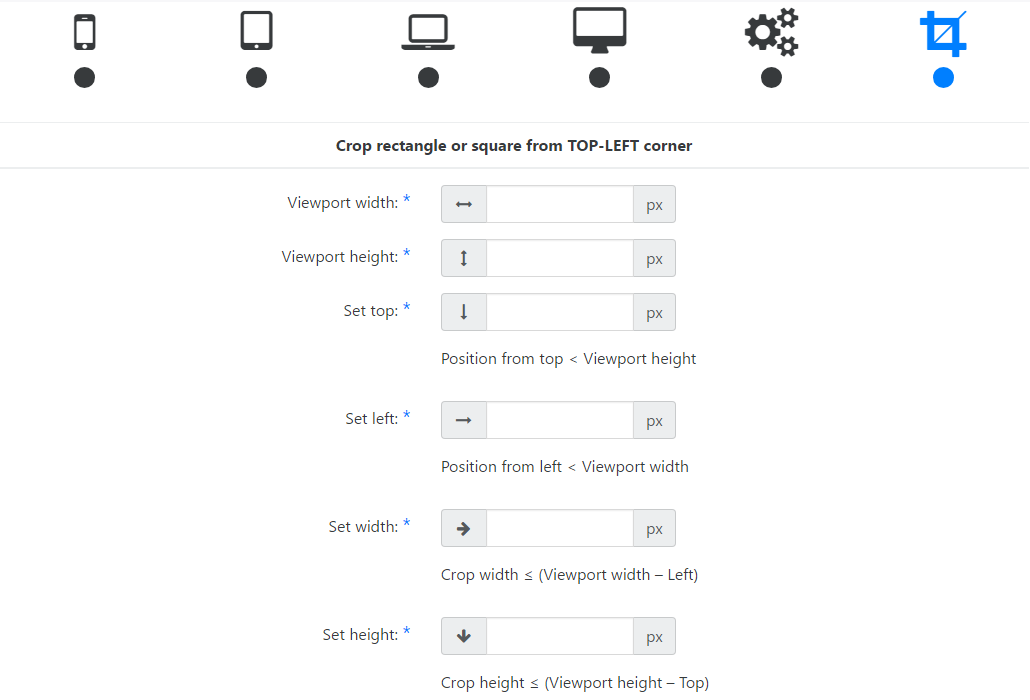 Crop rectangle or square from TOP-LEFT corner
Viewport width: * px
Viewport height: * px
Set top: * px
Position from top < Viewport height
Set left: * px
Position from left < Viewport width
Set width: * px
Crop width ≤ (Viewport width – Left)
Set height: * px
Crop height ≤ (Viewport height – Top)